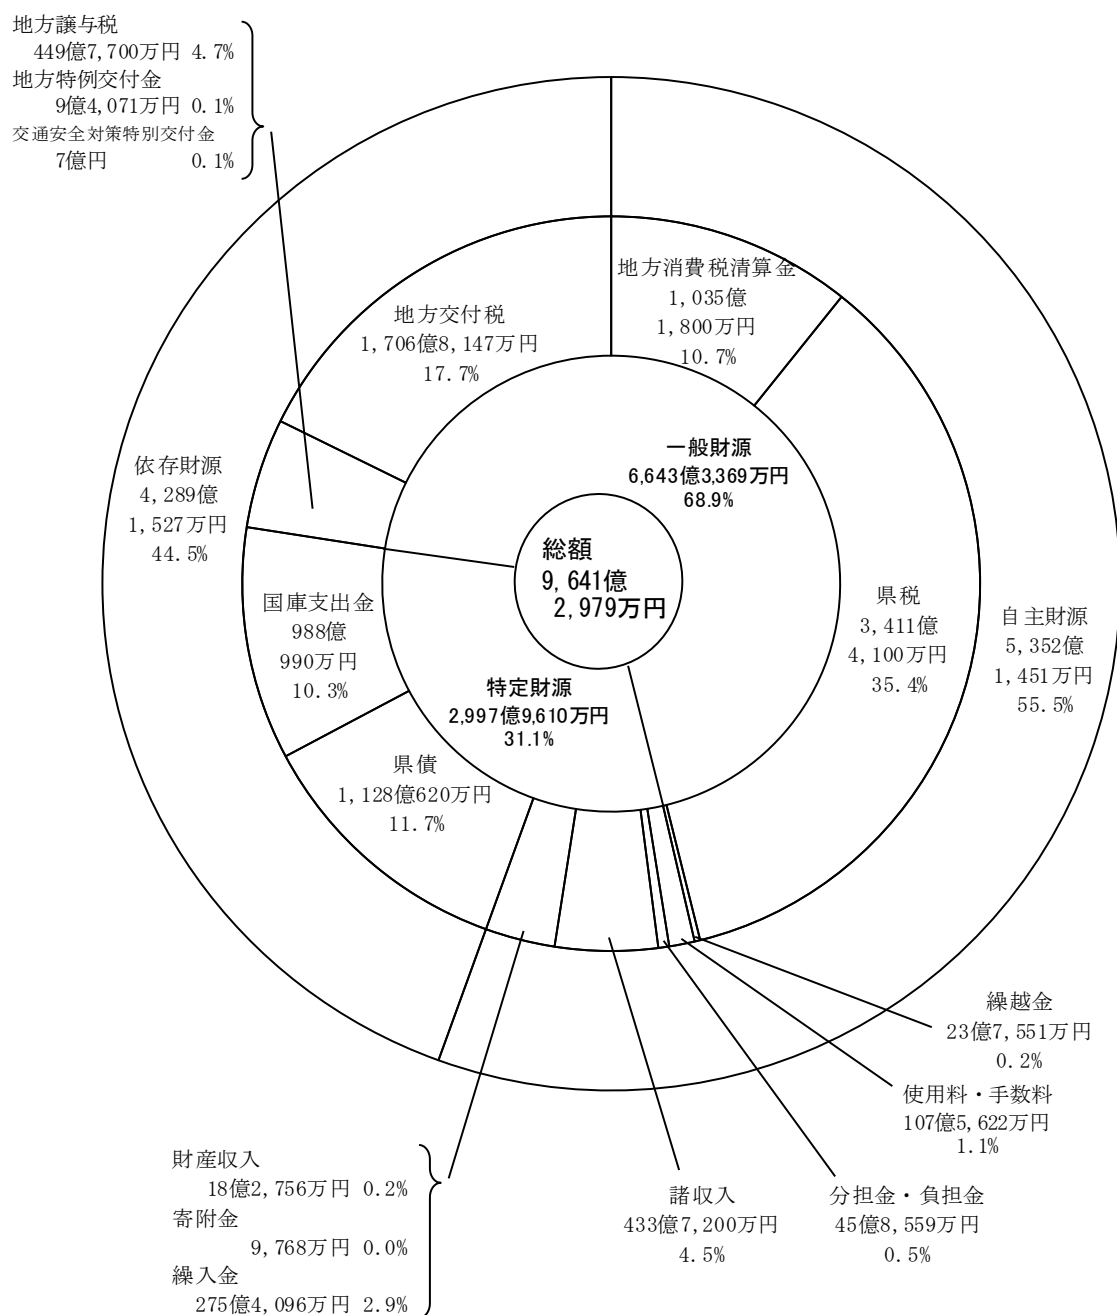 地方譲与税
449億7,700万円 4.7%
地方特例交付金
9億4,071万円 0.1%
交通安全対策特別交付金
7億円 0.1%
地方消費税清算金
1,035億
1,800万円
10.7%
地方交付税
1,706億8,147万円
17.7%
一般財源
6,643億3,369万円
68.9%
依存財源
4,289億
1,527万円
44.5%
総額
9,641億
2,979万円
国庫支出金
988億
990万円
10.3%
県税
3,411億
4,100万円
35.4%
自主財源
5,352億
1,451万円
55.5%
特定財源
2,997億9,610万円
31.1%
県債
1,128億620万円
11.7%
繰越金
23億7,551万円
0.2%
使用料・手数料
107億5,622万円
1.1%
財産収入
18億2,756万円 0.2%
寄附金
9,768万円 0.0%
繰入金
275億4,096万円 2.9%
諸収入
433億7,200万円
4.5%
分担金・負担金
45億8,559万円
0.5%